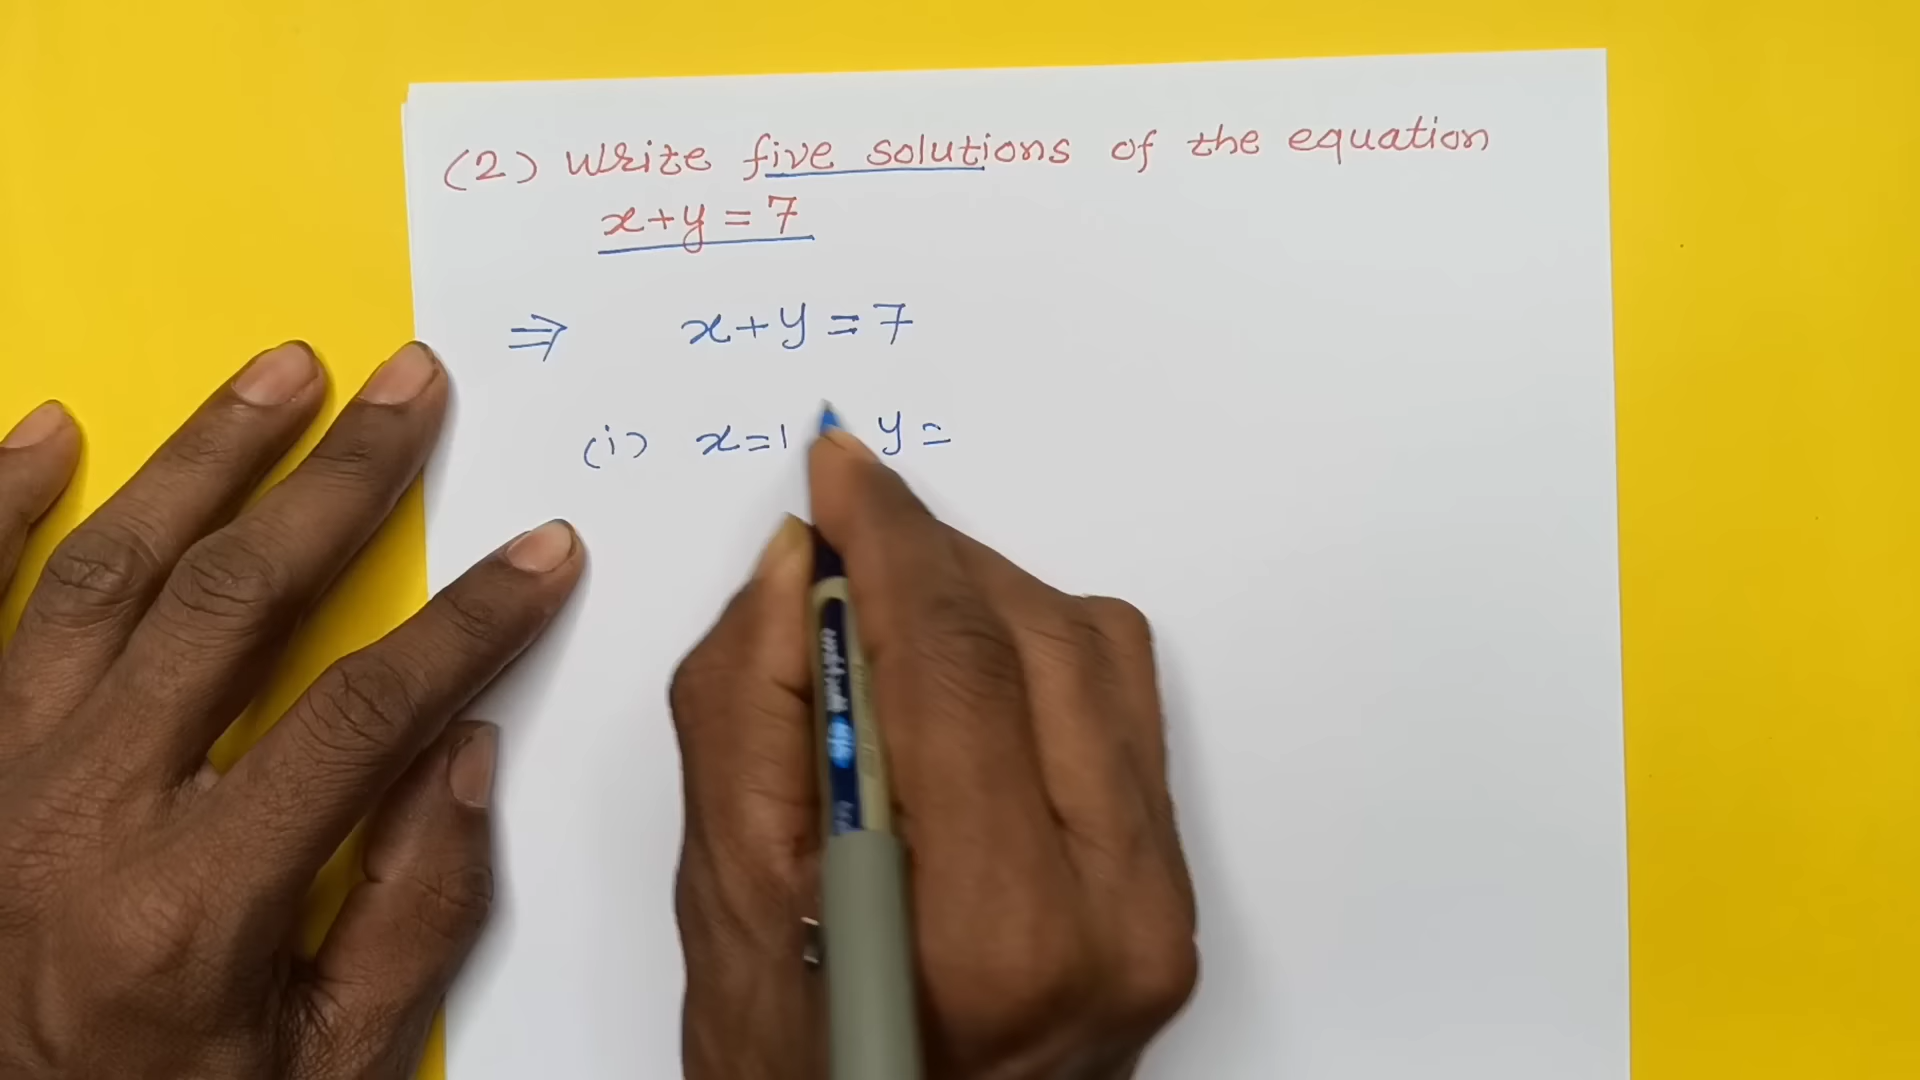 (2) Write five solutions of the equation
x+y=7
⇒ x+y=7
(i) x=1 y=